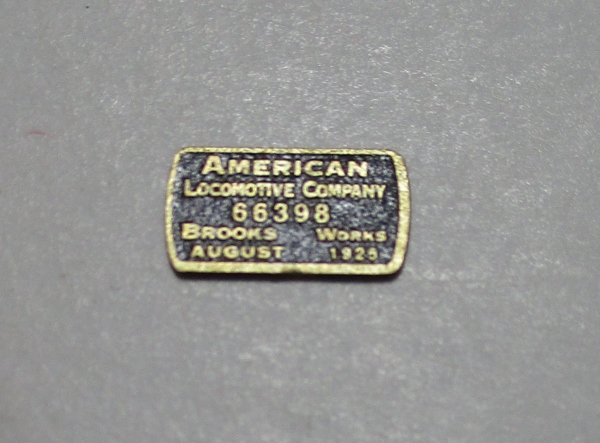 AMERICAN
LOCOMOTIVE COMPANY
66398
BROOKS WORKS
AUGUST 1925